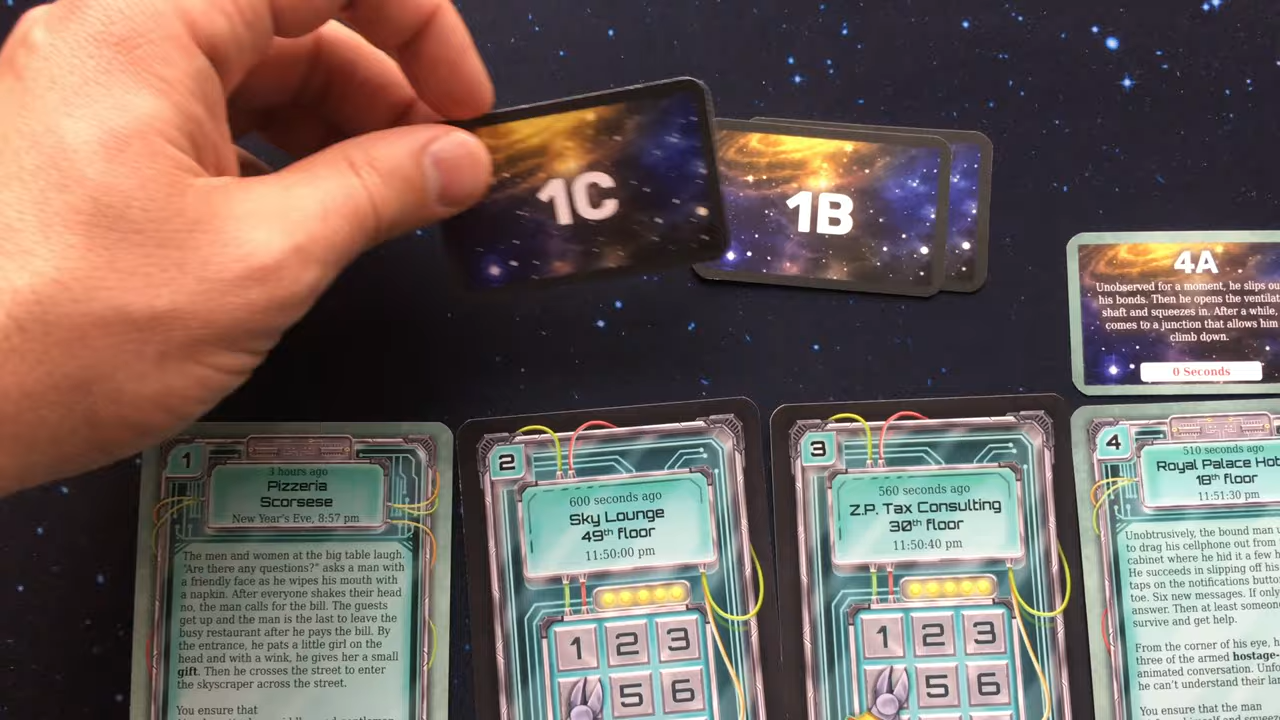 1C
1B
4A
Unobserved for a moment, he slips ou
his bonds. Then he opens the ventilat
shaft and squeezes in. After a while,
comes to a junction that allows him
climb down.
0 Seconds
1
3 hours ago
Pizzeria
Scorsese
New Year's Eve, 8:57 pm
The men and women at the big table laugh.
"Are there any questions?" asks a man with
a friendly face as he wipes his mouth with
a napkin. After everyone shakes their head
no, the man calls for the bill. The guests
get up and the man is the last to leave the
busy restaurant after he pays the bill. By
the entrance, he pats a little girl on the
head and with a wink, he gives her a small
gift. Then he crosses the street to enter
the skyscraper across the street.
You ensure that
2
600 seconds ago
Sky Lounge
49th floor
11:50:00 pm
1 2 3
5 6
3
560 seconds ago
Z.P. Tax Consulting
30th floor
11:50:40 pm
1 2 3
5 6
4
510 seconds ago
Royal Palace Hot
18th floor
11:51:30 pm
Unobtrusively, the bound man
to drag his cellphone out from
cabinet where he hid it a few h
He succeeds in slipping off his
taps on the notifications butto
toe. Six new messages. If only
answer. Then at least someon
survive and get help.
From the corner of his eye, h
three of the armed hostage-
animated conversation. Unfo
he can't understand their lan
You ensure that the man